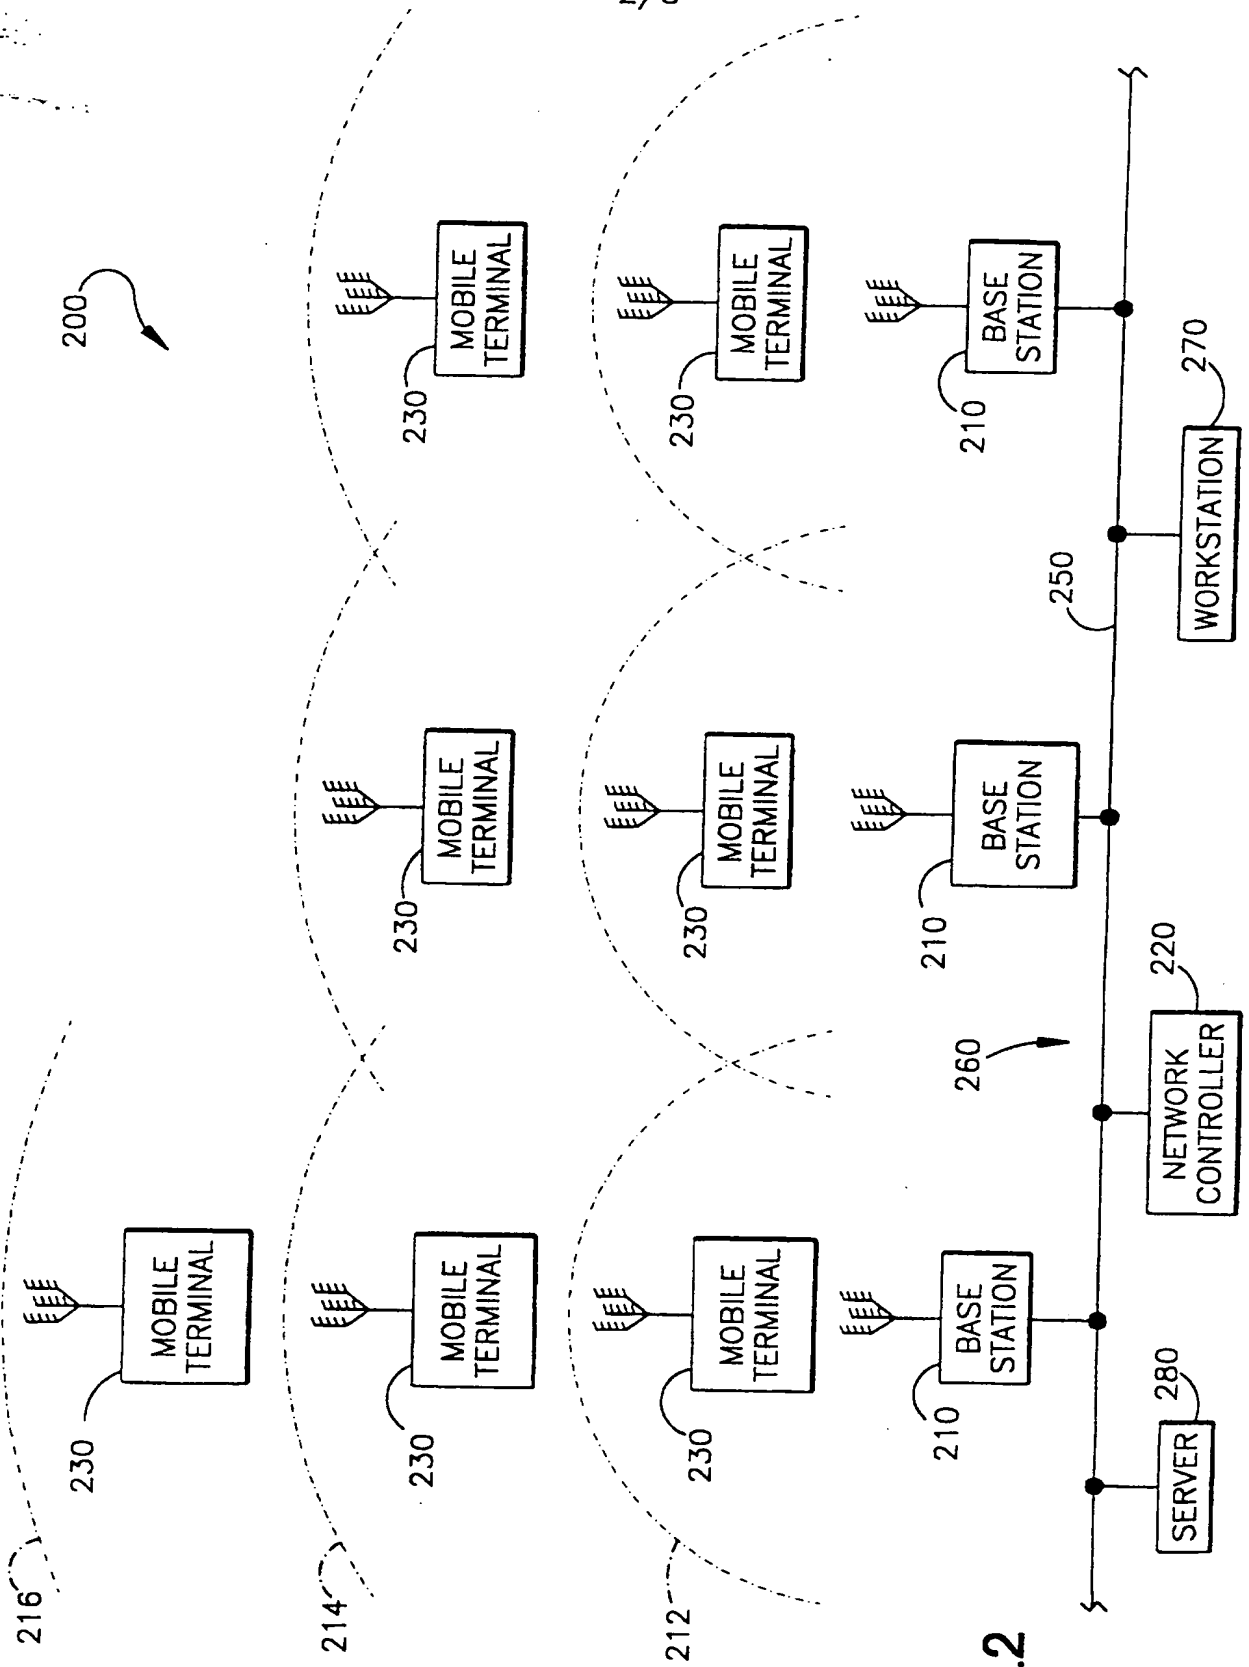 200
216
230
MOBILE
TERMINAL
214
230
MOBILE
TERMINAL
230
MOBILE
TERMINAL
230
MOBILE
TERMINAL
212
230
MOBILE
TERMINAL
230
MOBILE
TERMINAL
230
MOBILE
TERMINAL
210
BASE
STATION
210
BASE
STATION
210
BASE
STATION
260
250
280
SERVER
220
NETWORK
CONTROLLER
270
WORKSTATION
.2